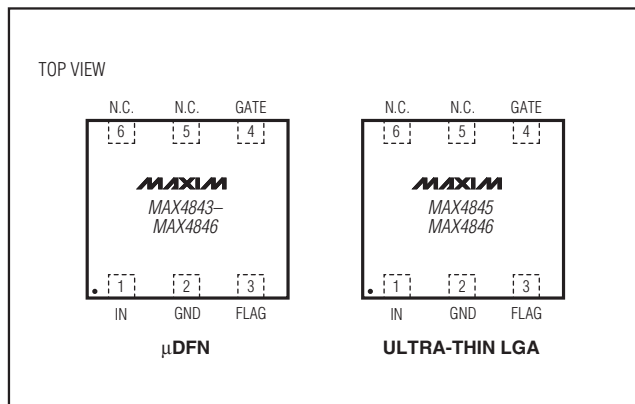 TOP VIEW
N.C. N.C. GATE N.C. N.C. GATE
6 5 4 6 5 4
MAXIM MAXIM
MAX4843– MAX4845
MAX4846 MAX4846
1 2 3 1 2 3
IN GND FLAG IN GND FLAG
μDFN ULTRA-THIN LGA